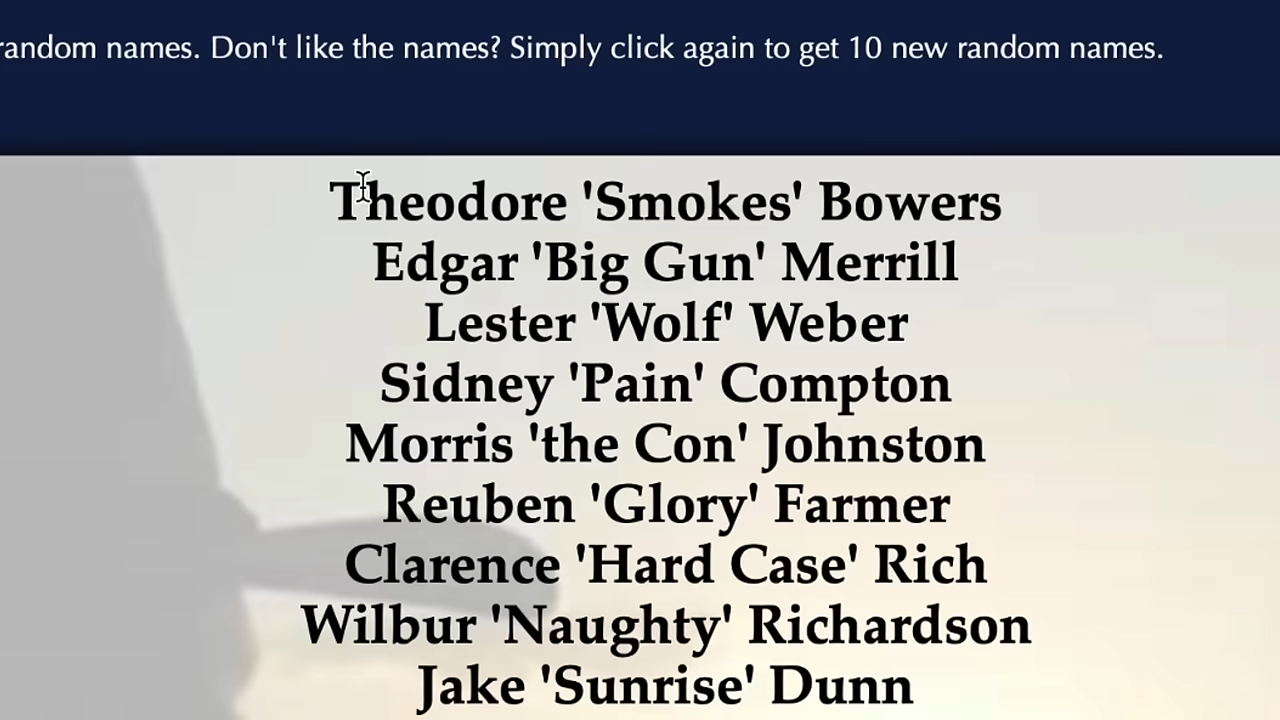 random names. Don't like the names? Simply click again to get 10 new random names.
Theodore 'Smokes' Bowers
Edgar 'Big Gun' Merrill
Lester 'Wolf' Weber
Sidney 'Pain' Compton
Morris 'the Con' Johnston
Reuben 'Glory' Farmer
Clarence 'Hard Case' Rich
Wilbur 'Naughty' Richardson
Jake 'Sunrise' Dunn